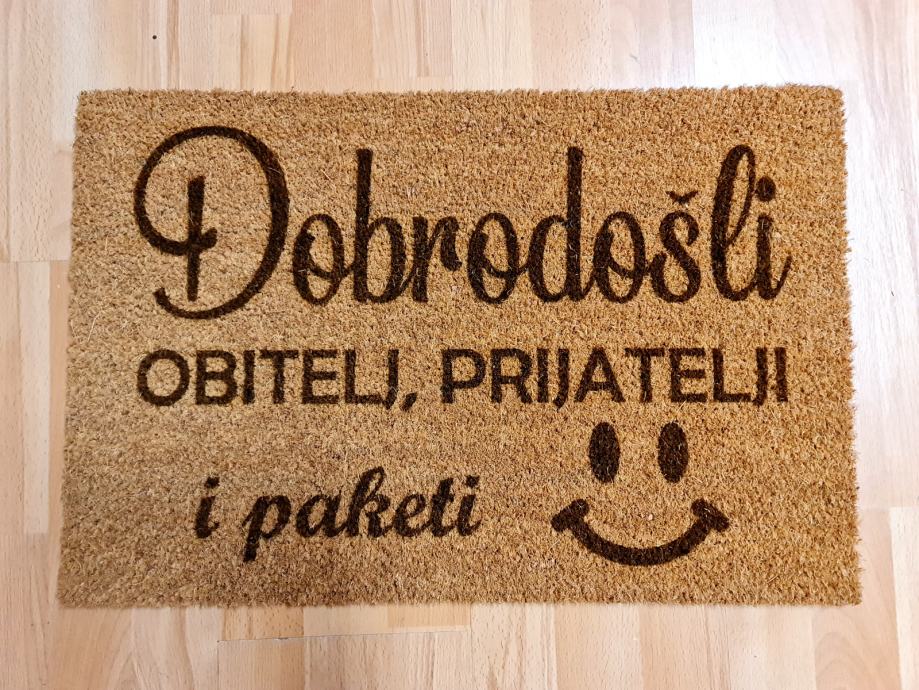 Dobrodošli
OBITELJ, PRIJATELJI
i paketi